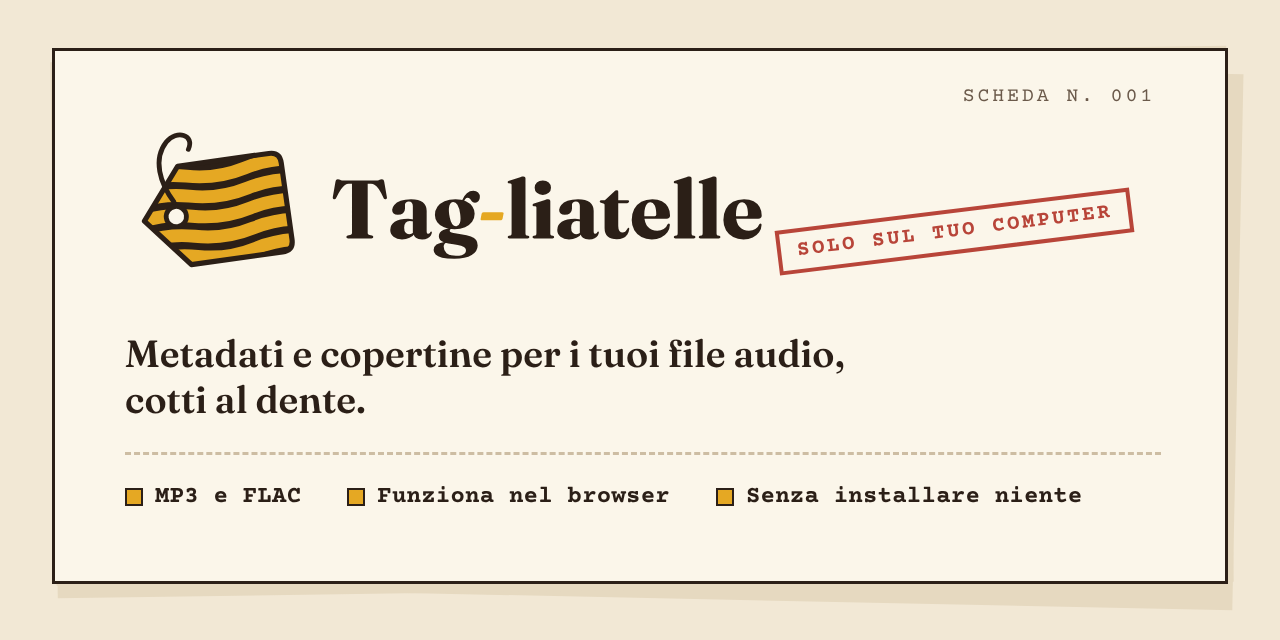 SCHEDA N. 001
Tag-liatelle
SOLO SUL TUO COMPUTER
Metadati e copertine per i tuoi file audio,
cotti al dente.
MP3 e FLAC
Funziona nel browser
Senza installare niente